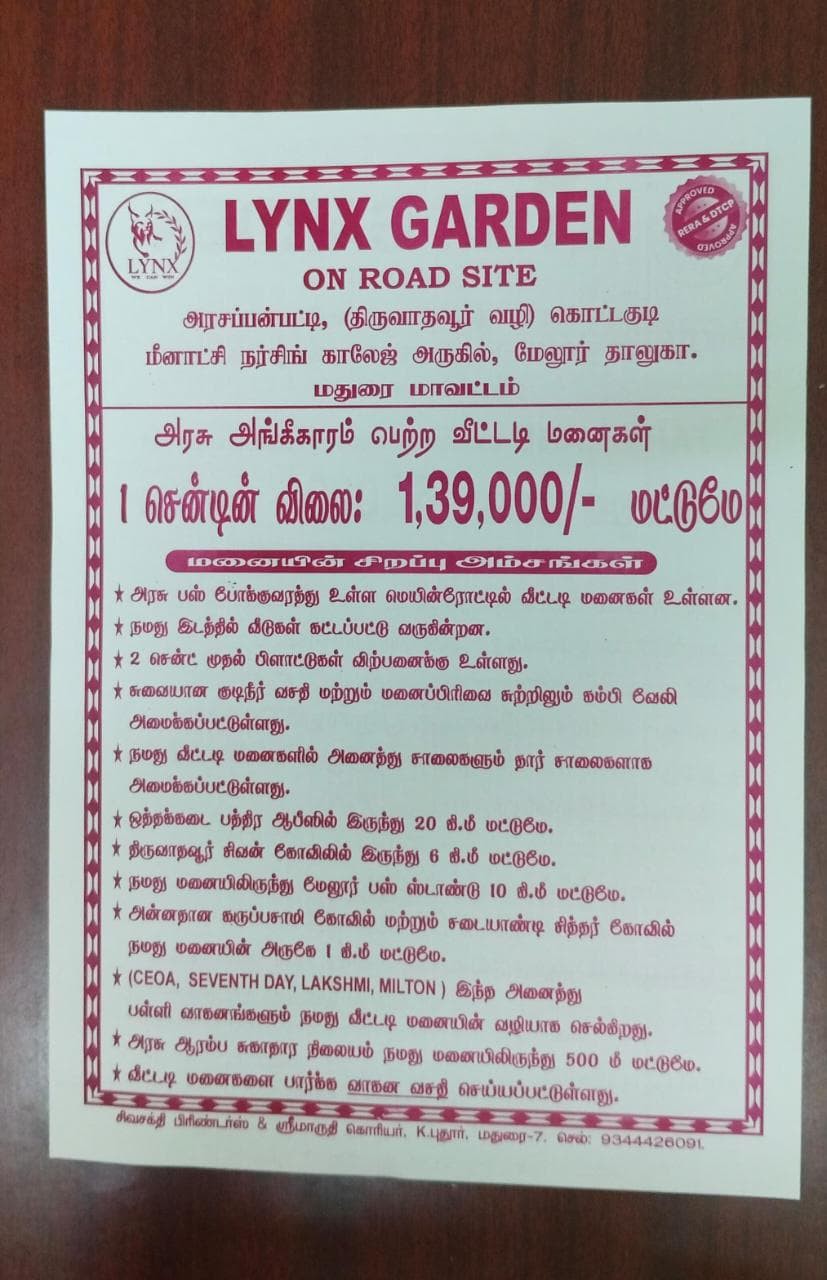 LYNX
WE CAN WIN
LYNX GARDEN
APPROVED
RERA & DTCP
APPROVED
ON ROAD SITE
அரசப்பன்பட்டி, (திருவாதவூர் வழி) கொட்டகுடி
மீனாட்சி நர்சிங் காலேஜ் அருகில், மேலூர் தாலுகா.
மதுரை மாவட்டம்
அரசு அங்கீகாரம் பெற்ற வீட்டடி மனைகள்
1 சென்டின் விலை: 1,39,000/- மட்டுமே
மனையின் சிறப்பு அம்சங்கள்
★ அரசு பஸ் போக்குவரத்து உள்ள மெயின்ரோட்டில் வீட்டடி மனைகள் உள்ளன.
★ நமது இடத்தில் வீடுகள் கட்டப்பட்டு வருகின்றன.
★ 2 சென்ட் முதல் பிளாட்டுகள் விற்பனைக்கு உள்ளது.
★ சுவையான குடிநீர் வசதி மற்றும் மனைப்பிரிவை சுற்றிலும் கம்பி வேலி
அமைக்கப்பட்டுள்ளது.
★ நமது வீட்டடி மனைகளில் அனைத்து சாலைகளும் தார் சாலைகளாக
அமைக்கப்பட்டுள்ளது.
★ ஒத்தக்கடை பத்திர ஆபீஸில் இருந்து 20 கி.மீ மட்டுமே.
★ திருவாதவூர் சிவன் கோவிலில் இருந்து 6 கி.மீ மட்டுமே.
★ நமது மனையிலிருந்து மேலூர் பஸ் ஸ்டாண்டு 10 கி.மீ மட்டுமே.
★ அன்னதான கருப்பசாமி கோவில் மற்றும் சடையாண்டி சித்தர் கோவில்
நமது மனையின் அருகே 1 கி.மீ மட்டுமே.
★ (CEOA, SEVENTH DAY, LAKSHMI, MILTON ) இந்த அனைத்து
பள்ளி வாகனங்களும் நமது வீட்டடி மனையின் வழியாக செல்கிறது.
★ அரசு ஆரம்ப சுகாதார நிலையம் நமது மனையிலிருந்து 500 மீ மட்டுமே.
★ வீட்டடி மனைகளை பார்க்க வாகன வசதி செய்யப்பட்டுள்ளது.
சிவசக்தி பிரிண்டர்ஸ் & ஸ்ரீமாருதி கொரியர், K.புதூர், மதுரை-7. செல்: 9344426091.